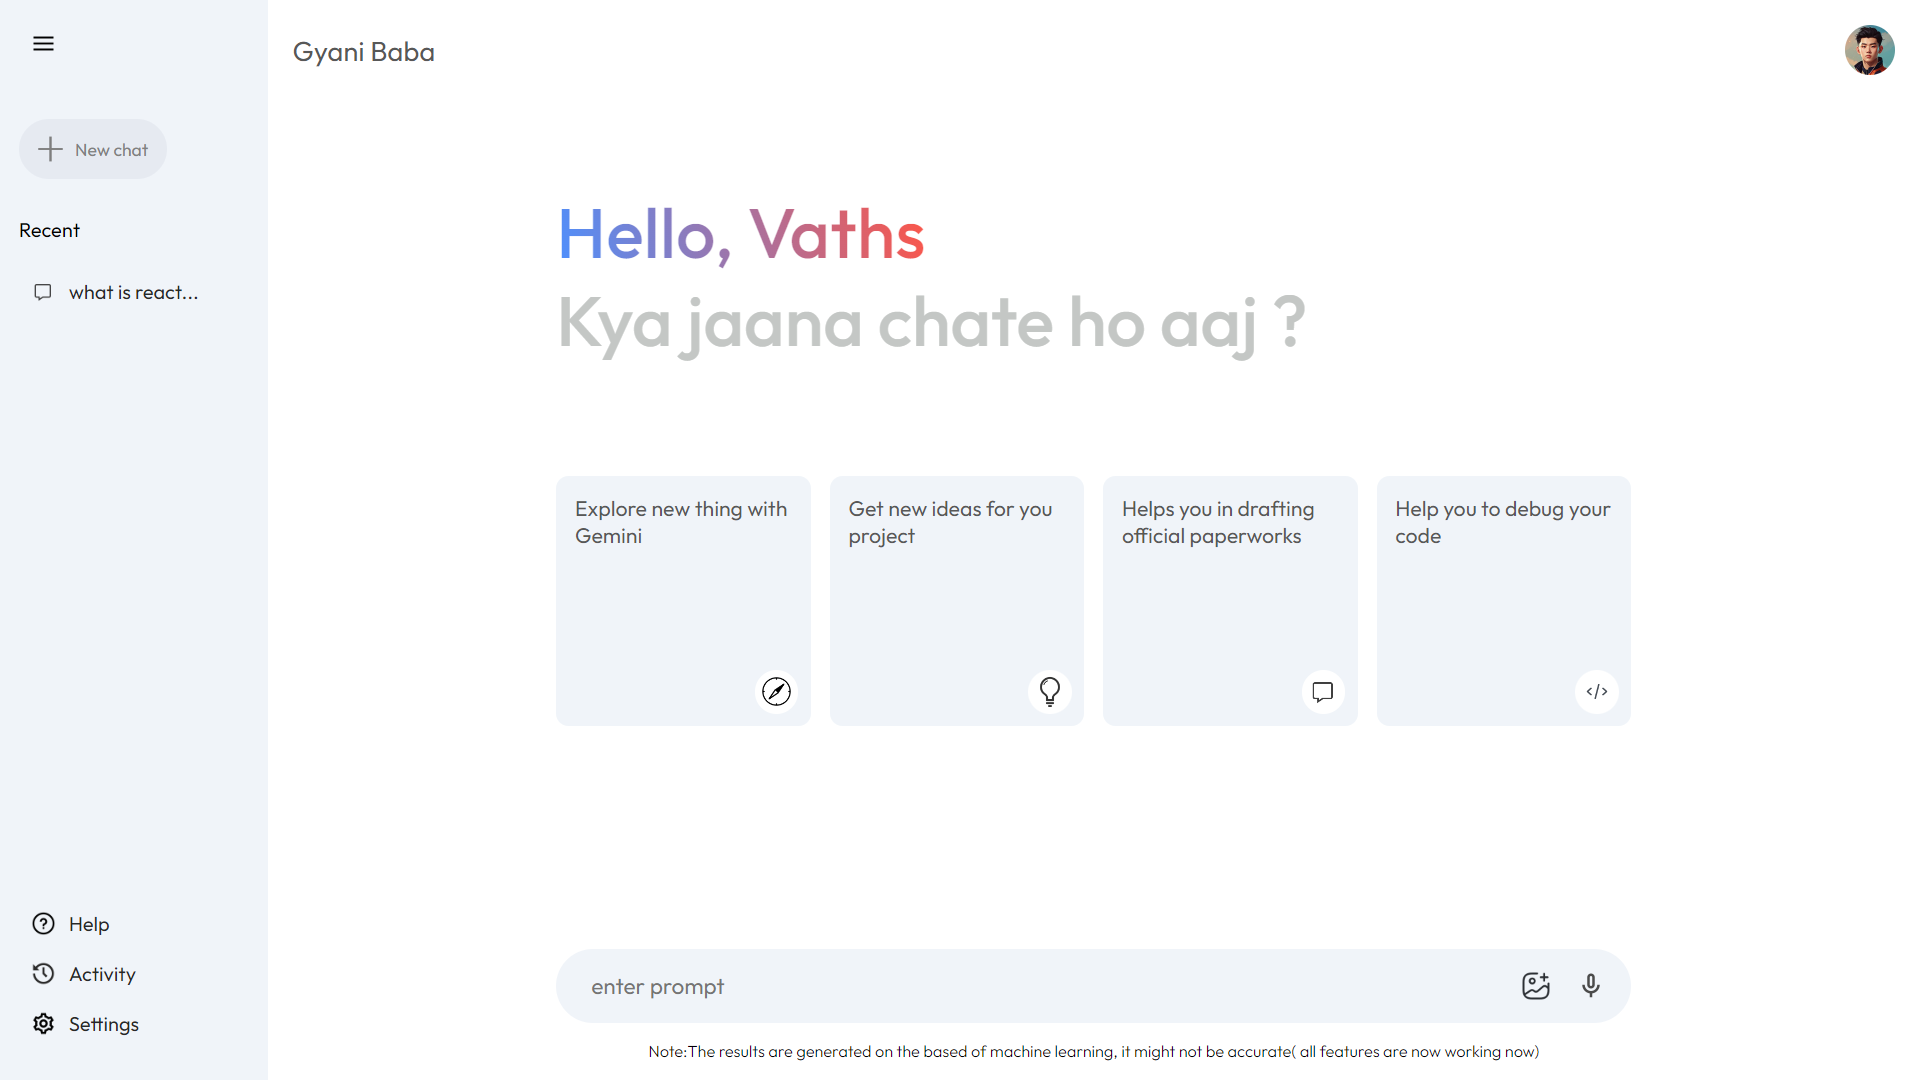 Gyani Baba
New chat
Recent
what is react...
Help
Activity
Settings
Hello, Vaths
Kya jaana chate ho aaj ?
Explore new thing with
Gemini
Get new ideas for you
project
Helps you in drafting
official paperworks
Help you to debug your
code
enter prompt
Note:The results are generated on the based of machine learning, it might not be accurate( all features are now working now)